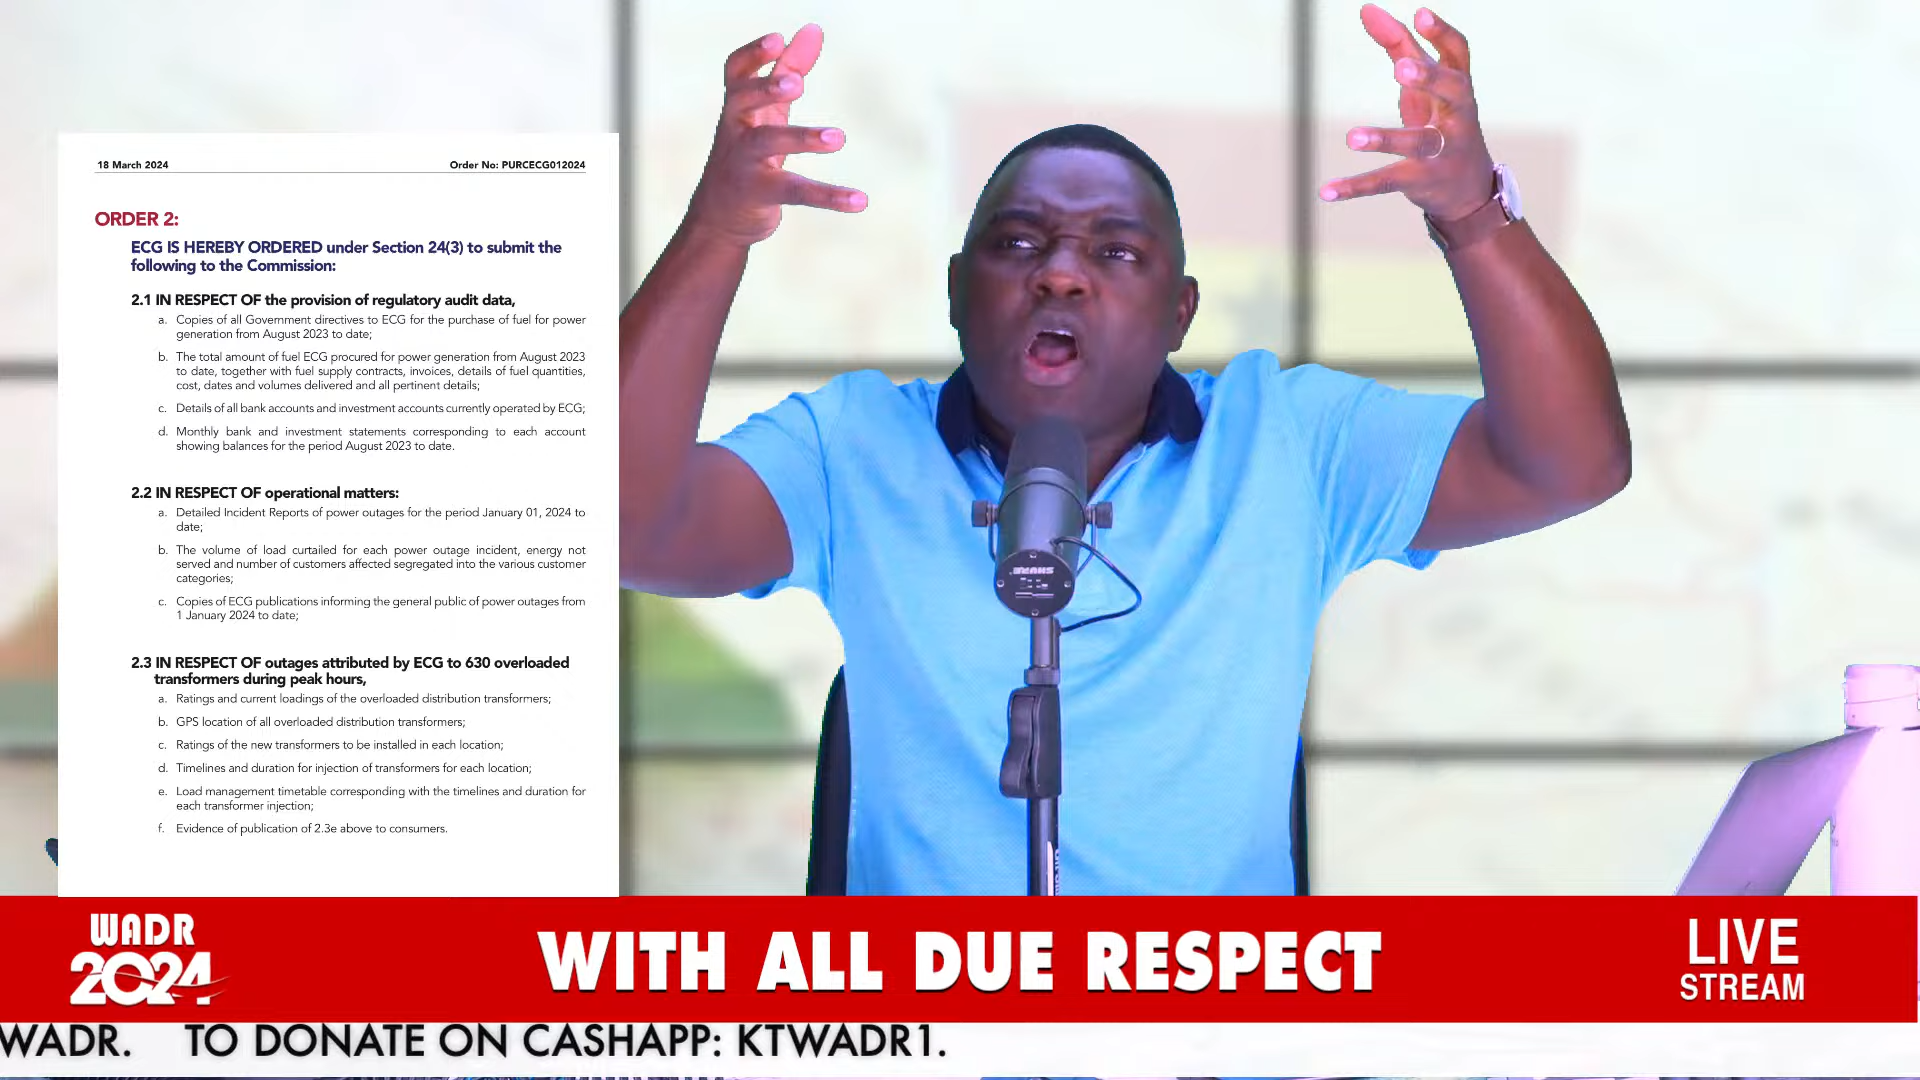 18 March 2024 Order No: PURCECG012024
ORDER 2:
ECG IS HEREBY ORDERED under Section 24(3) to submit the
following to the Commission:
2.1 IN RESPECT OF the provision of regulatory audit data,
a. Copies of all Government directives to ECG for the purchase of fuel for power
generation from August 2023 to date;
b. The total amount of fuel ECG procured for power generation from August 2023
to date, together with fuel supply contracts, invoices, details of fuel quantities,
cost, dates and volumes delivered and all pertinent details;
c. Details of all bank accounts and investment accounts currently operated by ECG;
d. Monthly bank and investment statements corresponding to each account
showing balances for the period August 2023 to date.
2.2 IN RESPECT OF operational matters:
a. Detailed Incident Reports of power outages for the period January 01, 2024 to
date;
b. The volume of load curtailed for each power outage incident, energy not
served and number of customers affected segregated into the various customer
categories;
c. Copies of ECG publications informing the general public of power outages from
1 January 2024 to date;
2.3 IN RESPECT OF outages attributed by ECG to 630 overloaded
transformers during peak hours,
a. Ratings and current loadings of the overloaded distribution transformers;
b. GPS location of all overloaded distribution transformers;
c. Ratings of the new transformers to be installed in each location;
d. Timelines and duration for injection of transformers for each location;
e. Load management timetable corresponding with the timelines and duration for
each transformer injection;
f. Evidence of publication of 2.3e above to consumers.
SHURE
WADR
2024
WITH ALL DUE RESPECT
LIVE
STREAM
WADR. TO DONATE ON CASHAPP: KTWADR1.